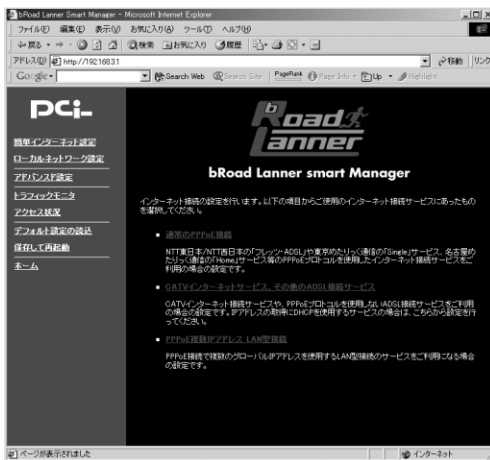 bRoad Lanner Smart Manager - Microsoft Internet Explorer
ファイル(F) 編集(E) 表示(V) お気に入り(A) ツール(T) ヘルプ(H)
戻る 検索 お気に入り 履歴
アドレス(D) http://192.168.3.1 移動 リンク
Google Search Web Search Site PageRank Page Info Up Highlight
PCi
簡単インターネット設定
ローカルネットワーク設定
アドバンスド設定
トラフィックモニタ
アクセス状況
デフォルト設定の読込
保存して再起動
ホーム
bRoad
Lanner
bRoad Lanner smart Manager
インターネット接続の設定を行います。以下の項目からご使用のインターネット接続サービスにあったもの
を選択してください。
通常のPPPoE接続
NTT東日本/NTT西日本の「フレッツ・ADSL」や東京めたりっく通信の「Single」サービス、名古屋め
たりっく通信の「Home」サービス等のPPPoEプロトコルを使用したインターネット接続サービスをご
利用の場合の設定です。
CATVインターネットサービス、その他のADSL接続サービス
CATVインターネット接続サービスや、PPPoEプロトコルを使用しないADSL接続サービスをご利用
の場合の設定です。IPアドレスの取得にDHCPを使用するサービスの場合は、こちらから設定を行
ってください。
PPPoE複数IPアドレス LAN型接続
PPPoE接続で複数のグローバルIPアドレスを使用するLAN型接続のサービスをご利用になる場合
の設定です。
ページが表示されました インターネット